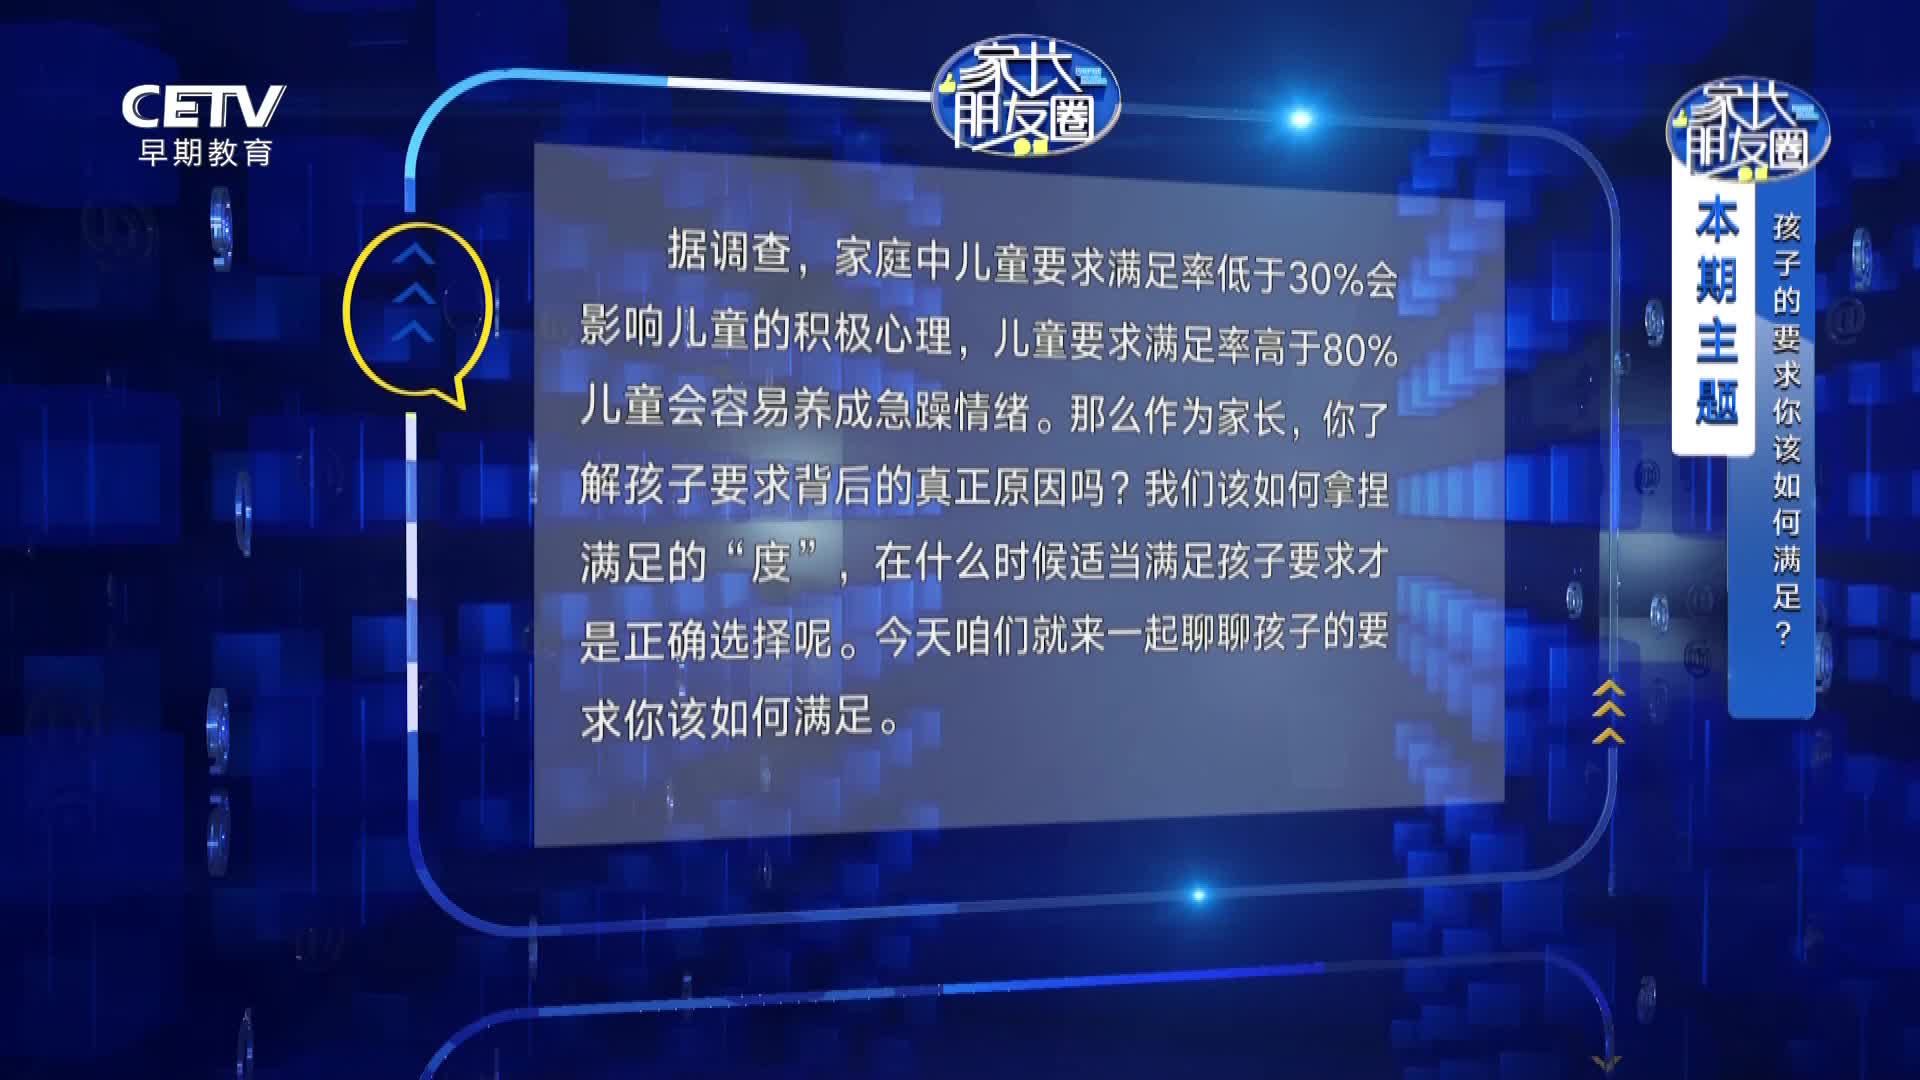 CETV
早期教育
家长
朋友圈
据调查，家庭中儿童要求满足率低于30%会
影响儿童的积极心理，儿童要求满足率高于80%
儿童会容易养成急躁情绪。那么作为家长，你了
解孩子要求背后的真正原因吗？我们该如何拿捏
满足的“度”，在什么时候适当满足孩子要求才
是正确选择呢。今天咱们就来一起聊聊孩子的要
求你该如何满足。
家长
朋友圈
本期主题
孩子的要求你该如何满足？